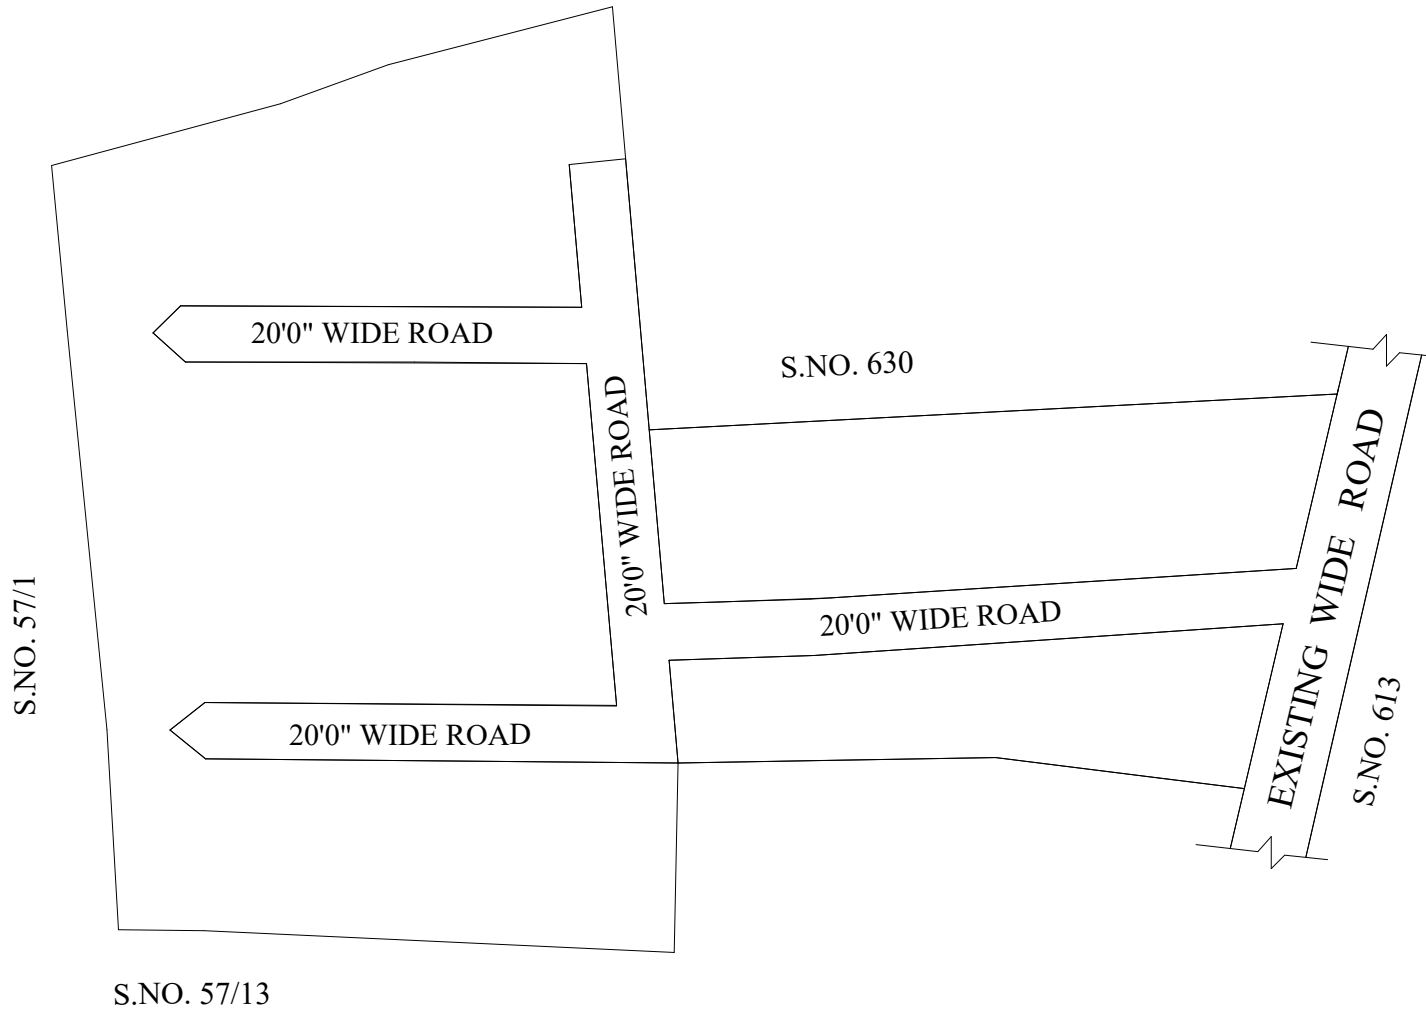 20'0" WIDE ROAD
S.NO. 630
20'0" WIDE ROAD
EXISTING WIDE ROAD
20'0" WIDE ROAD
S.NO. 57/1
S.NO. 613
20'0" WIDE ROAD
S.NO. 57/13